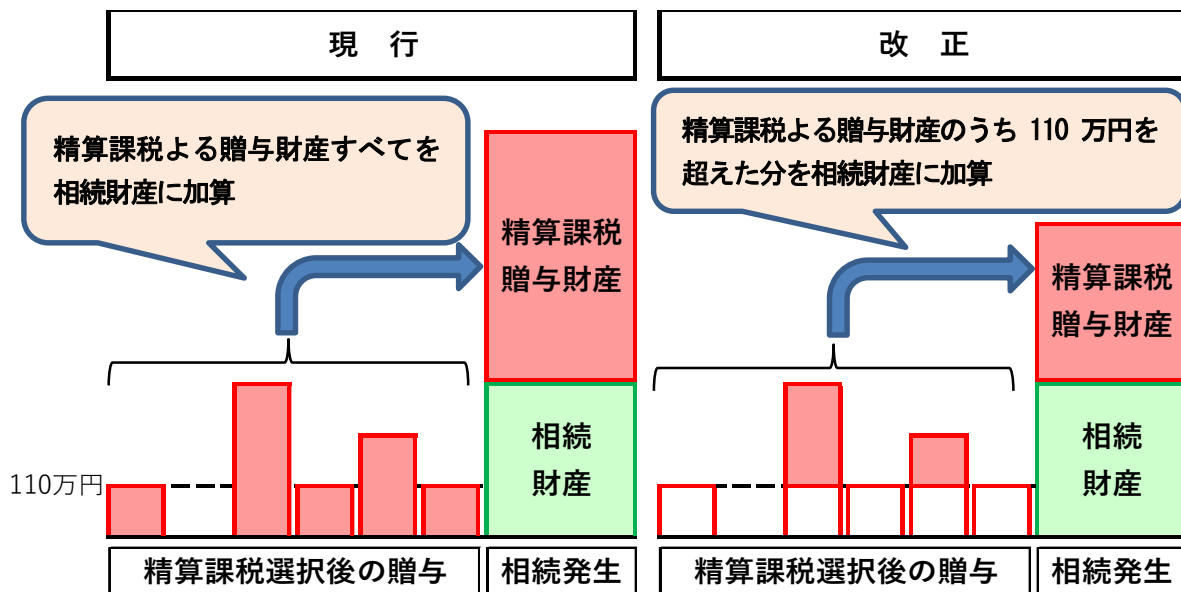 現　行
精算課税よる贈与財産すべてを
相続財産に加算
精算課税
贈与財産
相続
財産
110万円
精算課税選択後の贈与
相続発生
改　正
精算課税よる贈与財産のうち 110 万円を
超えた分を相続財産に加算
精算課税
贈与財産
相続
財産
精算課税選択後の贈与
相続発生